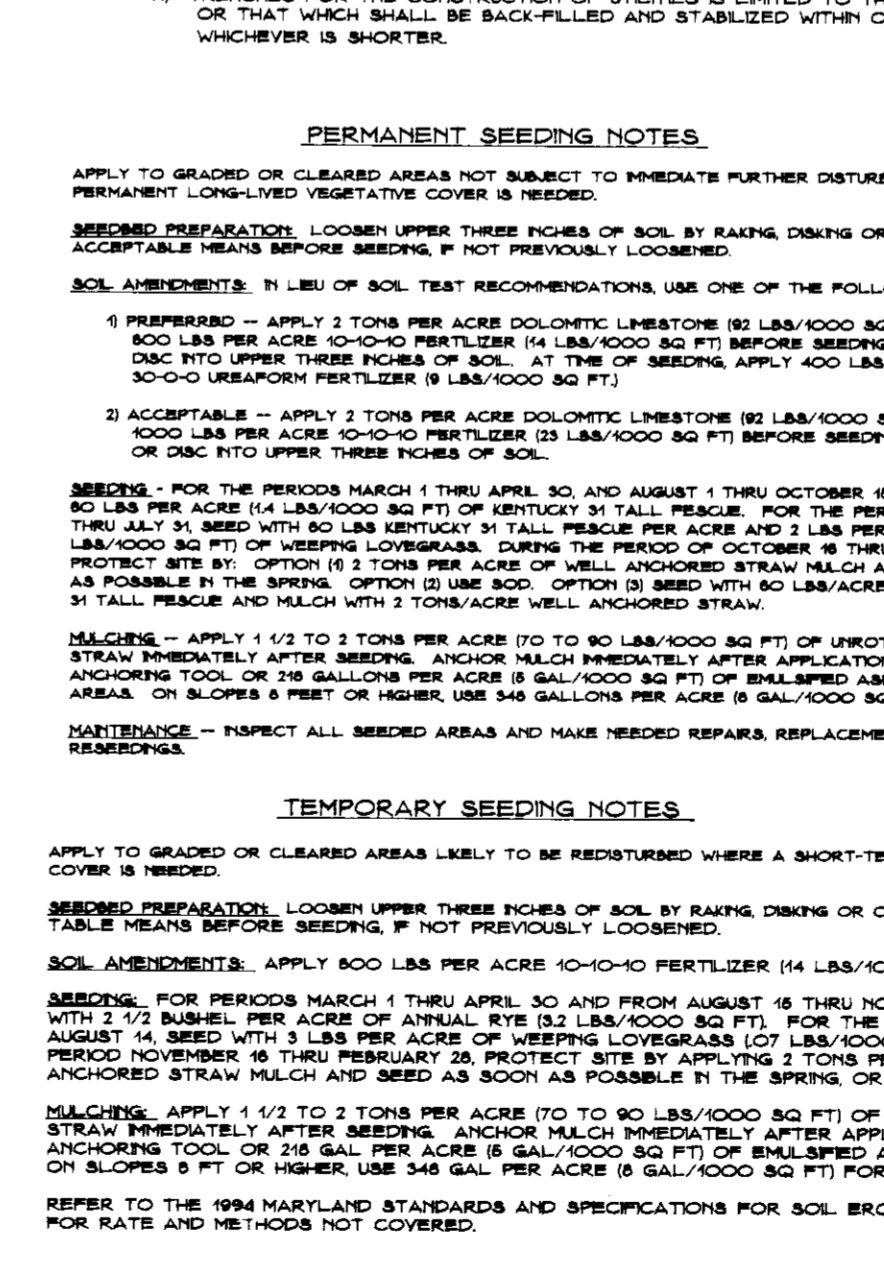 OR THAT WHICH SHALL BE BACK-FILLED AND STABILIZED WITHIN
WHICHEVER IS SHORTER.
PERMANENT SEEDING NOTES
APPLY TO GRADED OR CLEARED AREAS NOT SUBJECT TO IMMEDIATE FURTHER DISTURB
PERMANENT LONG-LIVED VEGETATIVE COVER IS NEEDED.
SEEDBED PREPARATION: LOOSEN UPPER THREE INCHES OF SOIL BY RAKING, DISKING OR
ACCEPTABLE MEANS BEFORE SEEDING, IF NOT PREVIOUSLY LOOSENED.
SOIL AMENDMENTS: IN LIEU OF SOIL TEST RECOMMENDATIONS, USE ONE OF THE FOLL
1) PREFERRED -- APPLY 2 TONS PER ACRE DOLOMITIC LIMESTONE (92 LBS/1000 SQ
600 LBS PER ACRE 10-10-10 FERTILIZER (14 LBS/1000 SQ FT) BEFORE SEEDING
DISC INTO UPPER THREE INCHES OF SOIL. AT TIME OF SEEDING, APPLY 400 LBS
30-0-0 UREAFORM FERTILIZER (9 LBS/1000 SQ FT.)
2) ACCEPTABLE -- APPLY 2 TONS PER ACRE DOLOMITIC LIMESTONE (92 LBS/1000 S
1000 LBS PER ACRE 10-10-10 FERTILIZER (23 LBS/1000 SQ FT) BEFORE SEEDIN
OR DISC INTO UPPER THREE INCHES OF SOIL.
SEEDING - FOR THE PERIODS MARCH 1 THRU APRIL 30, AND AUGUST 1 THRU OCTOBER 15
60 LBS PER ACRE (1.4 LBS/1000 SQ FT) OF KENTUCKY 31 TALL FESCUE. FOR THE PER
THRU JULY 31, SEED WITH 60 LBS KENTUCKY 31 TALL FESCUE PER ACRE AND 2 LBS PER
LBS/1000 SQ FT) OF WEEPING LOVEGRASS. DURING THE PERIOD OF OCTOBER 16 THRU
PROTECT SITE BY: OPTION (1) 2 TONS PER ACRE OF WELL ANCHORED STRAW MULCH A
AS POSSIBLE IN THE SPRING. OPTION (2) USE SOD. OPTION (3) SEED WITH 60 LBS/ACRE
31 TALL FESCUE AND MULCH WITH 2 TONS/ACRE WELL ANCHORED STRAW.
MULCHING -- APPLY 1 1/2 TO 2 TONS PER ACRE (70 TO 90 LBS/1000 SQ FT) OF UNROT
STRAW IMMEDIATELY AFTER SEEDING. ANCHOR MULCH IMMEDIATELY AFTER APPLICATION
ANCHORING TOOL OR 218 GALLONS PER ACRE (5 GAL/1000 SQ FT) OF EMULSIFIED AS
AREAS. ON SLOPES 8 FEET OR HIGHER, USE 348 GALLONS PER ACRE (8 GAL/1000 SQ
MAINTENANCE -- INSPECT ALL SEEDED AREAS AND MAKE NEEDED REPAIRS, REPLACEME
RESEEDINGS.
TEMPORARY SEEDING NOTES
APPLY TO GRADED OR CLEARED AREAS LIKELY TO BE REDISTURBED WHERE A SHORT-TE
COVER IS NEEDED.
SEEDBED PREPARATION: LOOSEN UPPER THREE INCHES OF SOIL BY RAKING, DISKING OR O
TABLE MEANS BEFORE SEEDING, IF NOT PREVIOUSLY LOOSENED.
SOIL AMENDMENTS: APPLY 600 LBS PER ACRE 10-10-10 FERTILIZER (14 LBS/10
SEEDING: FOR PERIODS MARCH 1 THRU APRIL 30 AND FROM AUGUST 15 THRU NO
WITH 2 1/2 BUSHEL PER ACRE OF ANNUAL RYE (3.2 LBS/1000 SQ FT). FOR THE
AUGUST 14, SEED WITH 3 LBS PER ACRE OF WEEPING LOVEGRASS (.07 LBS/100
PERIOD NOVEMBER 16 THRU FEBRUARY 28, PROTECT SITE BY APPLYING 2 TONS P
ANCHORED STRAW MULCH AND SEED AS SOON AS POSSIBLE IN THE SPRING, OR
MULCHING: APPLY 1 1/2 TO 2 TONS PER ACRE (70 TO 90 LBS/1000 SQ FT) OF
STRAW IMMEDIATELY AFTER SEEDING. ANCHOR MULCH IMMEDIATELY AFTER APPL
ANCHORING TOOL OR 218 GAL PER ACRE (5 GAL/1000 SQ FT) OF EMULSIFIED A
ON SLOPES 8 FT OR HIGHER, USE 348 GAL PER ACRE (8 GAL/1000 SQ FT) FOR
REFER TO THE 1994 MARYLAND STANDARDS AND SPECIFICATIONS FOR SOIL ERO
FOR RATE AND METHODS NOT COVERED.